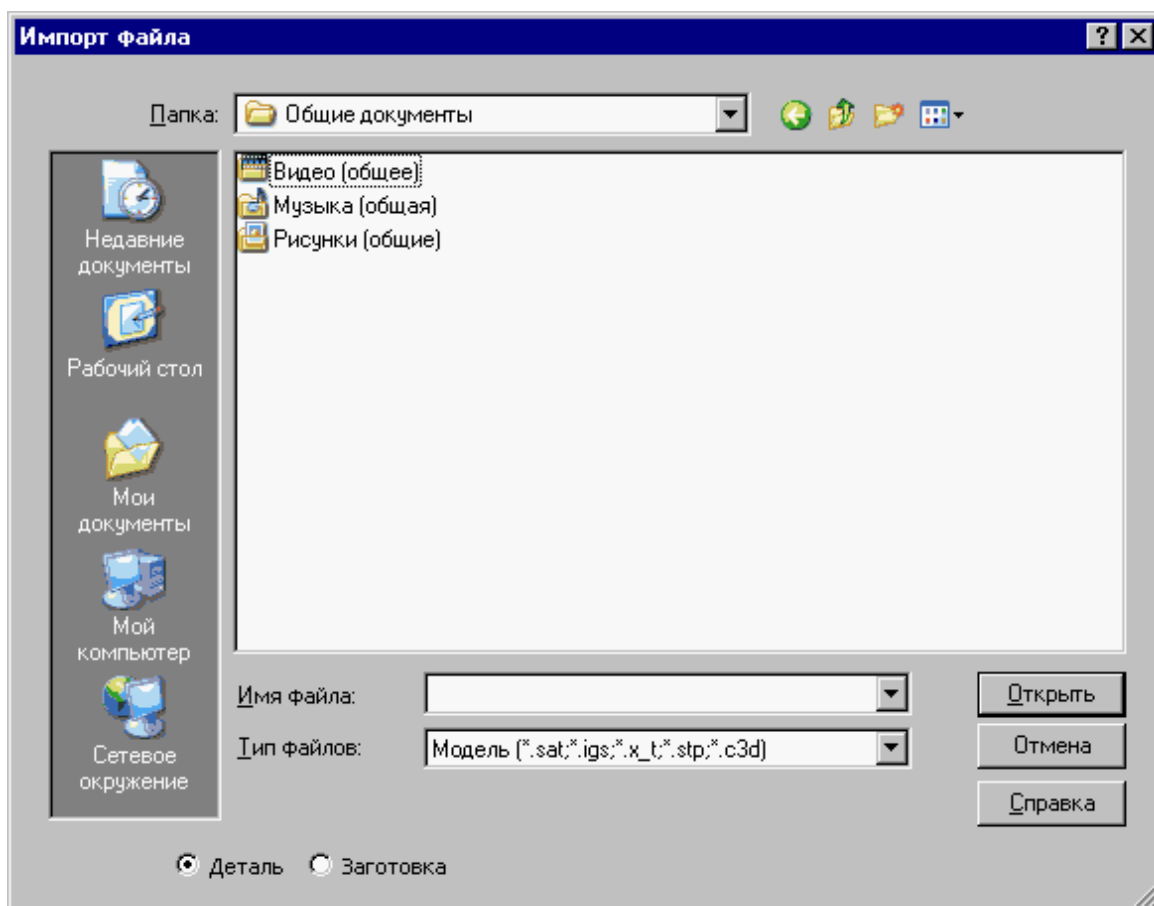 Импорт файла
Папка:
Общие документы
Недавние
документы
Рабочий стол
Мои
документы
Мой
компьютер
Сетевое
окружение
Видео (общее)
Музыка (общая)
Рисунки (общие)
Имя файла:
Открыть
Тип файлов:
Модель (*.sat;*.igs;*.x_t;*.stp;*.c3d)
Отмена
Справка
Деталь
Заготовка